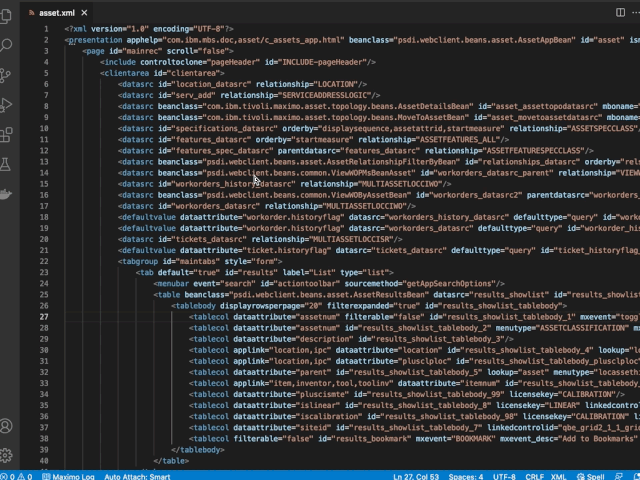 asset.xml ×
1 <?xml version="1.0" encoding="UTF-8"?>
2 <presentation apphelp="com.ibm.mbs.doc,asset/c_assets_app.html" beanclass="psdi.webclient.beans.asset.AssetAppBean" id="asset"
3 <page id="mainrec" scroll="false">
4 <include controltoclone="pageHeader" id="INCLUDE-pageHeader"/>
5 <clientarea id="clientarea">
6 <datasrc id="location_datasrc" relationship="LOCATION"/>
7 <datasrc id="serv_add" relationship="SERVICEADDRESSLOGIC"/>
8 <datasrc beanclass="com.ibm.tivoli.maximo.asset.topology.beans.AssetDetailsBean" id="asset_assettopodatasrc" mboname=
9 <datasrc beanclass="com.ibm.tivoli.maximo.asset.topology.beans.MoveToAssetBean" id="asset_movetoassetdatasrc" mboname
10 <datasrc id="specifications_datasrc" orderby="displaysequence,assetattrid,startmeasure" relationship="ASSETSPECCLASS"/
11 <datasrc id="features_datasrc" orderby="startmeasure" relationship="ASSETFEATURES_ALL"/>
12 <datasrc id="features_spec_datasrc" parentdatasrc="features_datasrc" relationship="ASSETFEATURESPECCLASS"/>
13 <datasrc beanclass="psdi.webclient.beans.asset.AssetRelationshipFilterByBean" id="relationships_datasrc" orderby=
14 <datasrc beanclass="psdi.webclient.beans.common.ViewWOPMsBeanAsset" id="workorders_datasrc_parent" relationship="VIEW
15 <datasrc id="workorders_history_datasrc" relationship="MULTIASSETLOCCIWO"/>
16 <datasrc beanclass="psdi.webclient.beans.common.ViewWOByAssetBean" id="workorders_datasrc2" parentdatasrc="workorders_
17 <datasrc id="workorders_datasrc" relationship="MULTIASSETLOCCIWO"/>
18 <defaultvalue dataattribute="workorder.historyflag" datasrc="workorders_history_datasrc" defaulttype="query" id=
19 <defaultvalue dataattribute="workorder.historyflag" datasrc="workorders_datasrc" defaulttype="query" id="workorder_his
20 <datasrc id="tickets_datasrc" relationship="MULTIASSETLOCCISR"/>
21 <defaultvalue dataattribute="ticket.historyflag" datasrc="tickets_datasrc" defaulttype="query" id="ticket_historyflag_
22 <tabgroup id="maintabs" style="form">
23 <tab default="true" id="results" label="List" type="list">
24 <menubar event="search" id="actiontoolbar" sourcemethod="getAppSearchOptions"/>
25 <table beanclass="psdi.webclient.beans.asset.AssetResultsBean" datasrc="results_showlist" id="results_showlist"
26 <tablebody displayrowsperpage="20" filterexpanded="true" id="results_showlist_tablebody">
27 <tablecol dataattribute="assetnum" filterable="false" id="results_showlist_tablebody_1" mxevent="togg
28 <tablecol dataattribute="assetnum" id="results_showlist_tablebody_2" menutype="ASSETCLASSIFICATION"
29 <tablecol dataattribute="description" id="results_showlist_tablebody_3"/>
30 <tablecol applink="location,ipc" dataattribute="location" id="results_showlist_tablebody_4" lookup="
31 <tablecol applink="location,ipc" dataattribute="plusclploc" id="results_showlist_tablebody_plusclploc"
32 <tablecol dataattribute="parent" id="results_showlist_tablebody_5" lookup="asset" menutype="locassethi
33 <tablecol applink="item,inventor,tool,toolinv" dataattribute="itemnum" id="results_showlist_tablebody_
34 <tablecol dataattribute="pluscismte" id="results_showlist_tablebody_99" licensekey="CALIBRATION"/>
35 <tablecol dataattribute="islinear" id="results_showlist_tablebody_8" licensekey="LINEAR" linkedcontrol
36 <tablecol dataattribute="iscalibration" id="results_showlist_tablebody_98" licensekey="CALIBRATION"
37 <tablecol dataattribute="siteid" id="results_showlist_tablebody_7" linkedcontrolid="qbe_grid2_1_1_grid
38 <tablecol filterable="false" id="results_bookmark" mxevent="BOOKMARK" mxevent_desc="Add to Bookmarks"
39 </tablebody>
40 </table>
0 0 Maximo Log Auto Attach: Smart Ln 27, Col 53 Spaces: 4 UTF-8 CRLF XML Spell